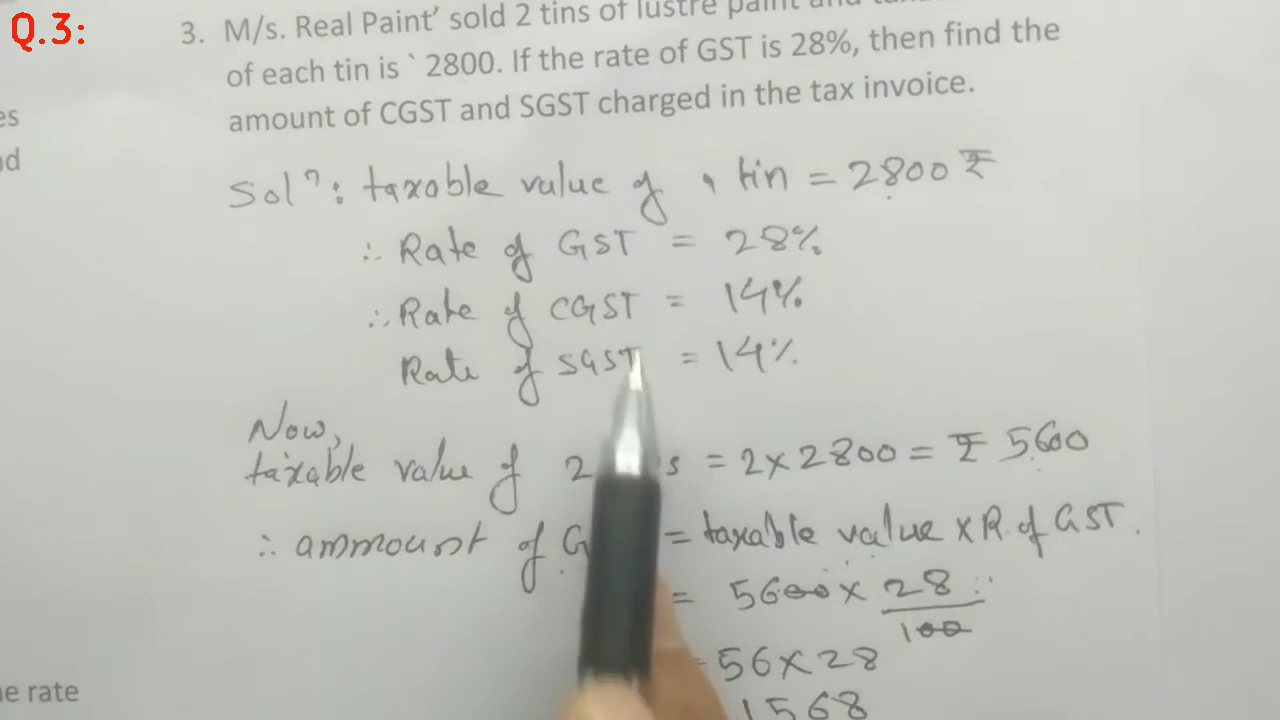 Q.3:
3. M/s. Real Paint' sold 2 tins of lustre paint and
of each tin is ` 2800. If the rate of GST is 28%, then find the
amount of CGST and SGST charged in the tax invoice.
es
nd
Solⁿ: taxable value of 1 tin = 2800 ₹
∴ Rate of GST = 28%
∴ Rate of CGST = 14%
Rate of SGST = 14%
Now,
taxable value of 2 s = 2 × 2800 = ₹ 5600
∴ ammount of G = taxable value × R. of GST.
= 5600 × 28
100
= 56 × 28
1568
e rate